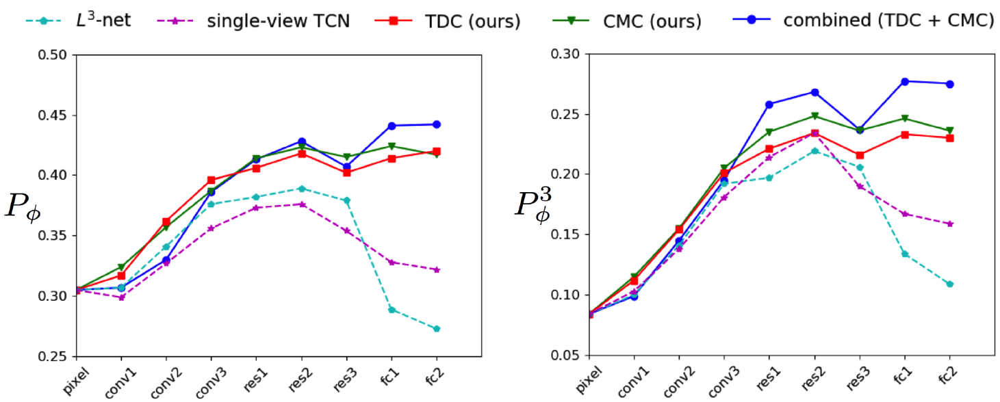 L³-net single-view TCN TDC (ours) CMC (ours) combined (TDC + CMC)
P_ϕ
0.50
0.45
0.40
0.35
0.30
0.25
pixel conv1 conv2 conv3 res1 res2 res3 fc1 fc2
P³_ϕ
0.30
0.25
0.20
0.15
0.10
0.05
pixel conv1 conv2 conv3 res1 res2 res3 fc1 fc2